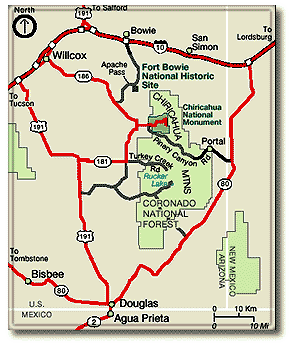 North
To Safford
191
Bowie
San
Simon
To
Lordsburg
10
Willcox
Apache
Pass
Fort Bowie
National Historic
Site
186
To
Tucson
CHIRICAHUA
Chiricahua
National
Monument
191
Pinery Canyon
Rd
Portal
181
Turkey Creek
Rd
Rucker
Lake
MTNS
80
CORONADO
NATIONAL
FOREST
191
To
Tombstone
Bisbee
80
NEW MEXICO
ARIZONA
U.S.
MEXICO
Douglas
Agua Prieta
2
0
10 Km
0
10 Mi